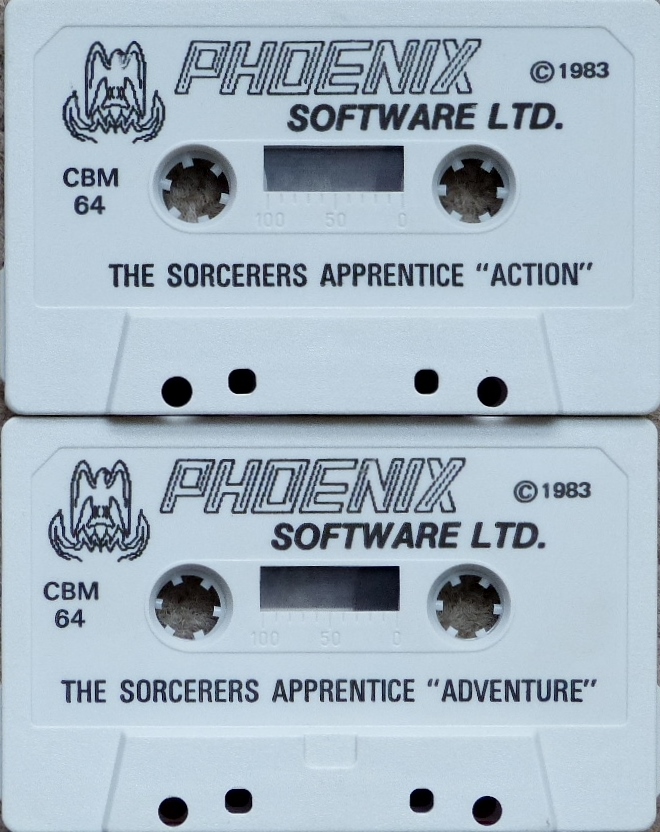 PHOENIX
©1983
SOFTWARE LTD.
CBM
64
100 50 0
THE SORCERERS APPRENTICE "ACTION"
PHOENIX
©1983
SOFTWARE LTD.
CBM
64
100 50 0
THE SORCERERS APPRENTICE "ADVENTURE"